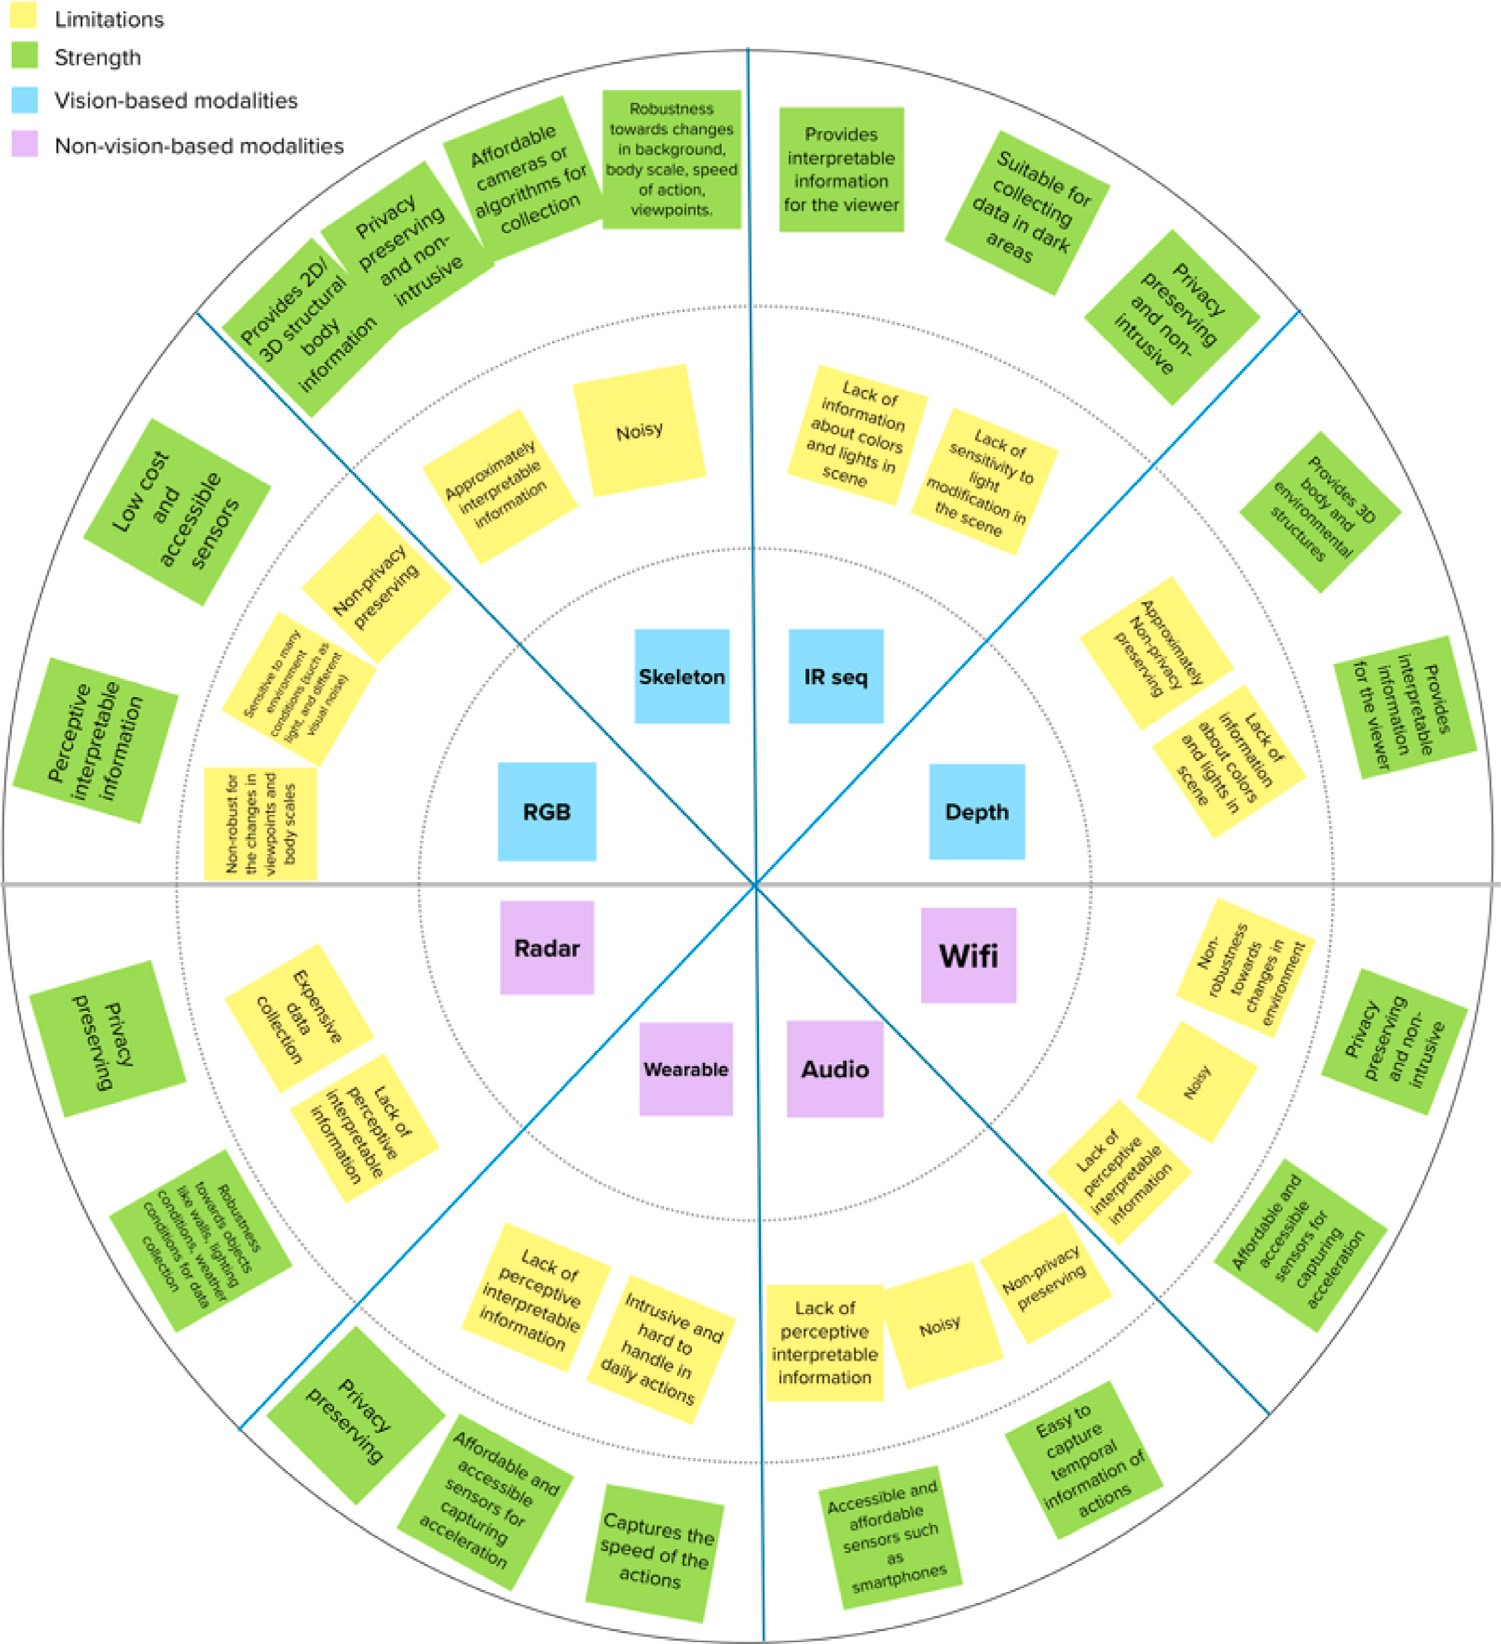 Limitations
Strength
Vision-based modalities
Non-vision-based modalities
Robustness
towards changes
in background,
body scale, speed
of action,
viewpoints.
Affordable
cameras or
algorithms for
collection
Privacy
preserving
and non-
intrusive
Provides 2D/
3D structural
body
information
Noisy
Approximately
interpretable
information
Skeleton
Provides
interpretable
information
for the viewer
Suitable for
collecting
data in dark
areas
Privacy
preserving
and non-
intrusive
Lack of
information
about colors
and lights in
scene
Lack of
sensitivity to
light
modification in
the scene
IR seq
Provides 3D
body and
environmental
structures
Provides
interpretable
information
for the viewer
Approximately
Non-privacy
preserving
Lack of
information
about colors
and lights in
scene
Depth
Low cost
and
accessible
sensors
Perceptive
interpretable
information
Non-privacy
preserving
Sensitive to many
environment
conditions (such as
light, and different
visual noise)
Non-robust for
the changes in
viewpoints and
body scales
RGB
Radar
Expensive
data
collection
Lack of
perceptive
interpretable
information
Privacy
preserving
Robustness
towards objects
like walls, lighting
conditions, weather
conditions for data
collection
Wearable
Lack of
perceptive
interpretable
information
Intrusive and
hard to
handle in
daily actions
Privacy
preserving
Affordable and
accessible
sensors for
capturing
acceleration
Captures the
speed of the
actions
Audio
Lack of
perceptive
interpretable
information
Noisy
Non-privacy
preserving
Accessible and
affordable
sensors such
as
smartphones
Easy to
capture
temporal
information of
actions
Wifi
Non-
robustness
towards
changes in
environment
Noisy
Lack of
perceptive
interpretable
information
Privacy
preserving
and non-
intrusive
Affordable and
accessible
sensors for
capturing
acceleration